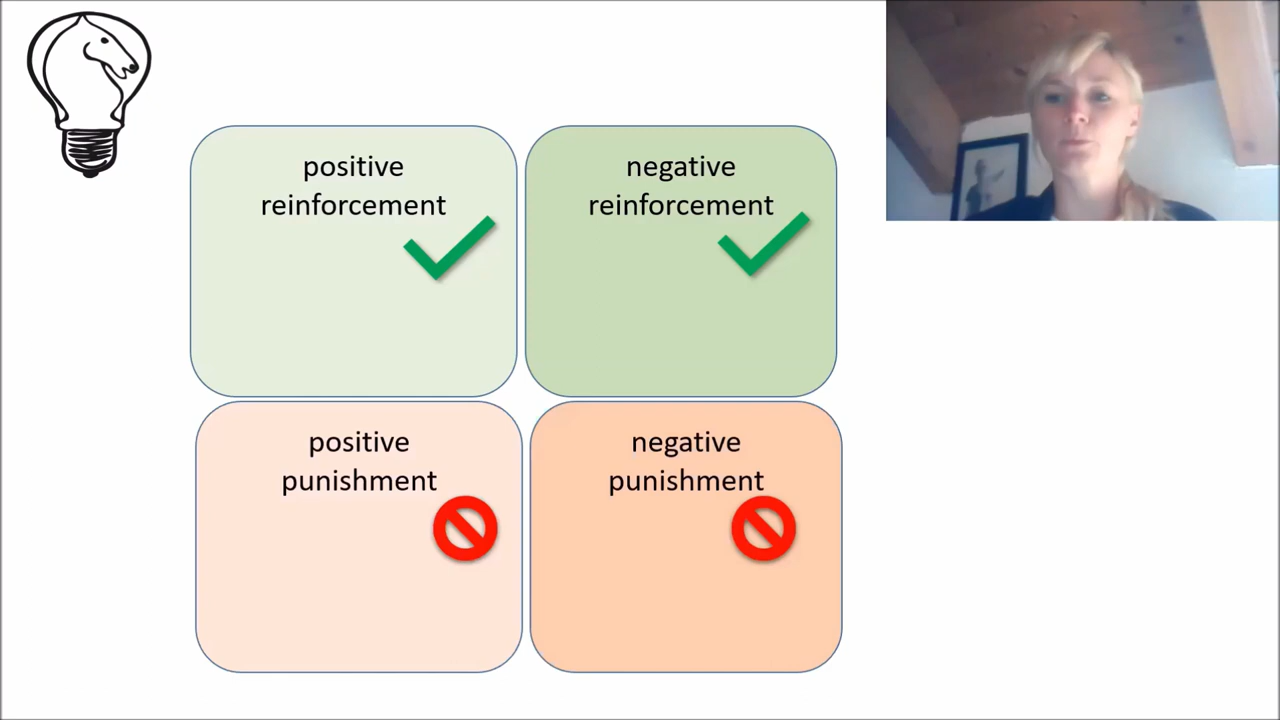 positive
reinforcement
negative
reinforcement
positive
punishment
negative
punishment